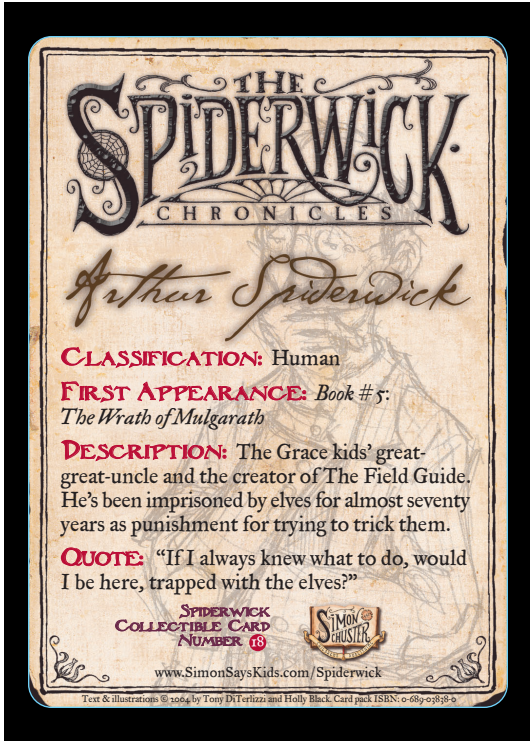 THE
SPIDERWICK
CHRONICLES
Arthur Spiderwick
CLASSIFICATION: Human
FIRST APPEARANCE: Book #5:
The Wrath of Mulgarath
DESCRIPTION: The Grace kids' great-
great-uncle and the creator of The Field Guide.
He's been imprisoned by elves for almost seventy
years as punishment for trying to trick them.
QUOTE: “If I always knew what to do, would
I be here, trapped with the elves?”
SPIDERWICK
COLLECTIBLE CARD
NUMBER 18
SIMON
SCHUSTER
www.SimonSaysKids.com/Spiderwick
Text & illustrations © 2004 by Tony DiTerlizzi and Holly Black. Card pack ISBN: 0-689-03838-0